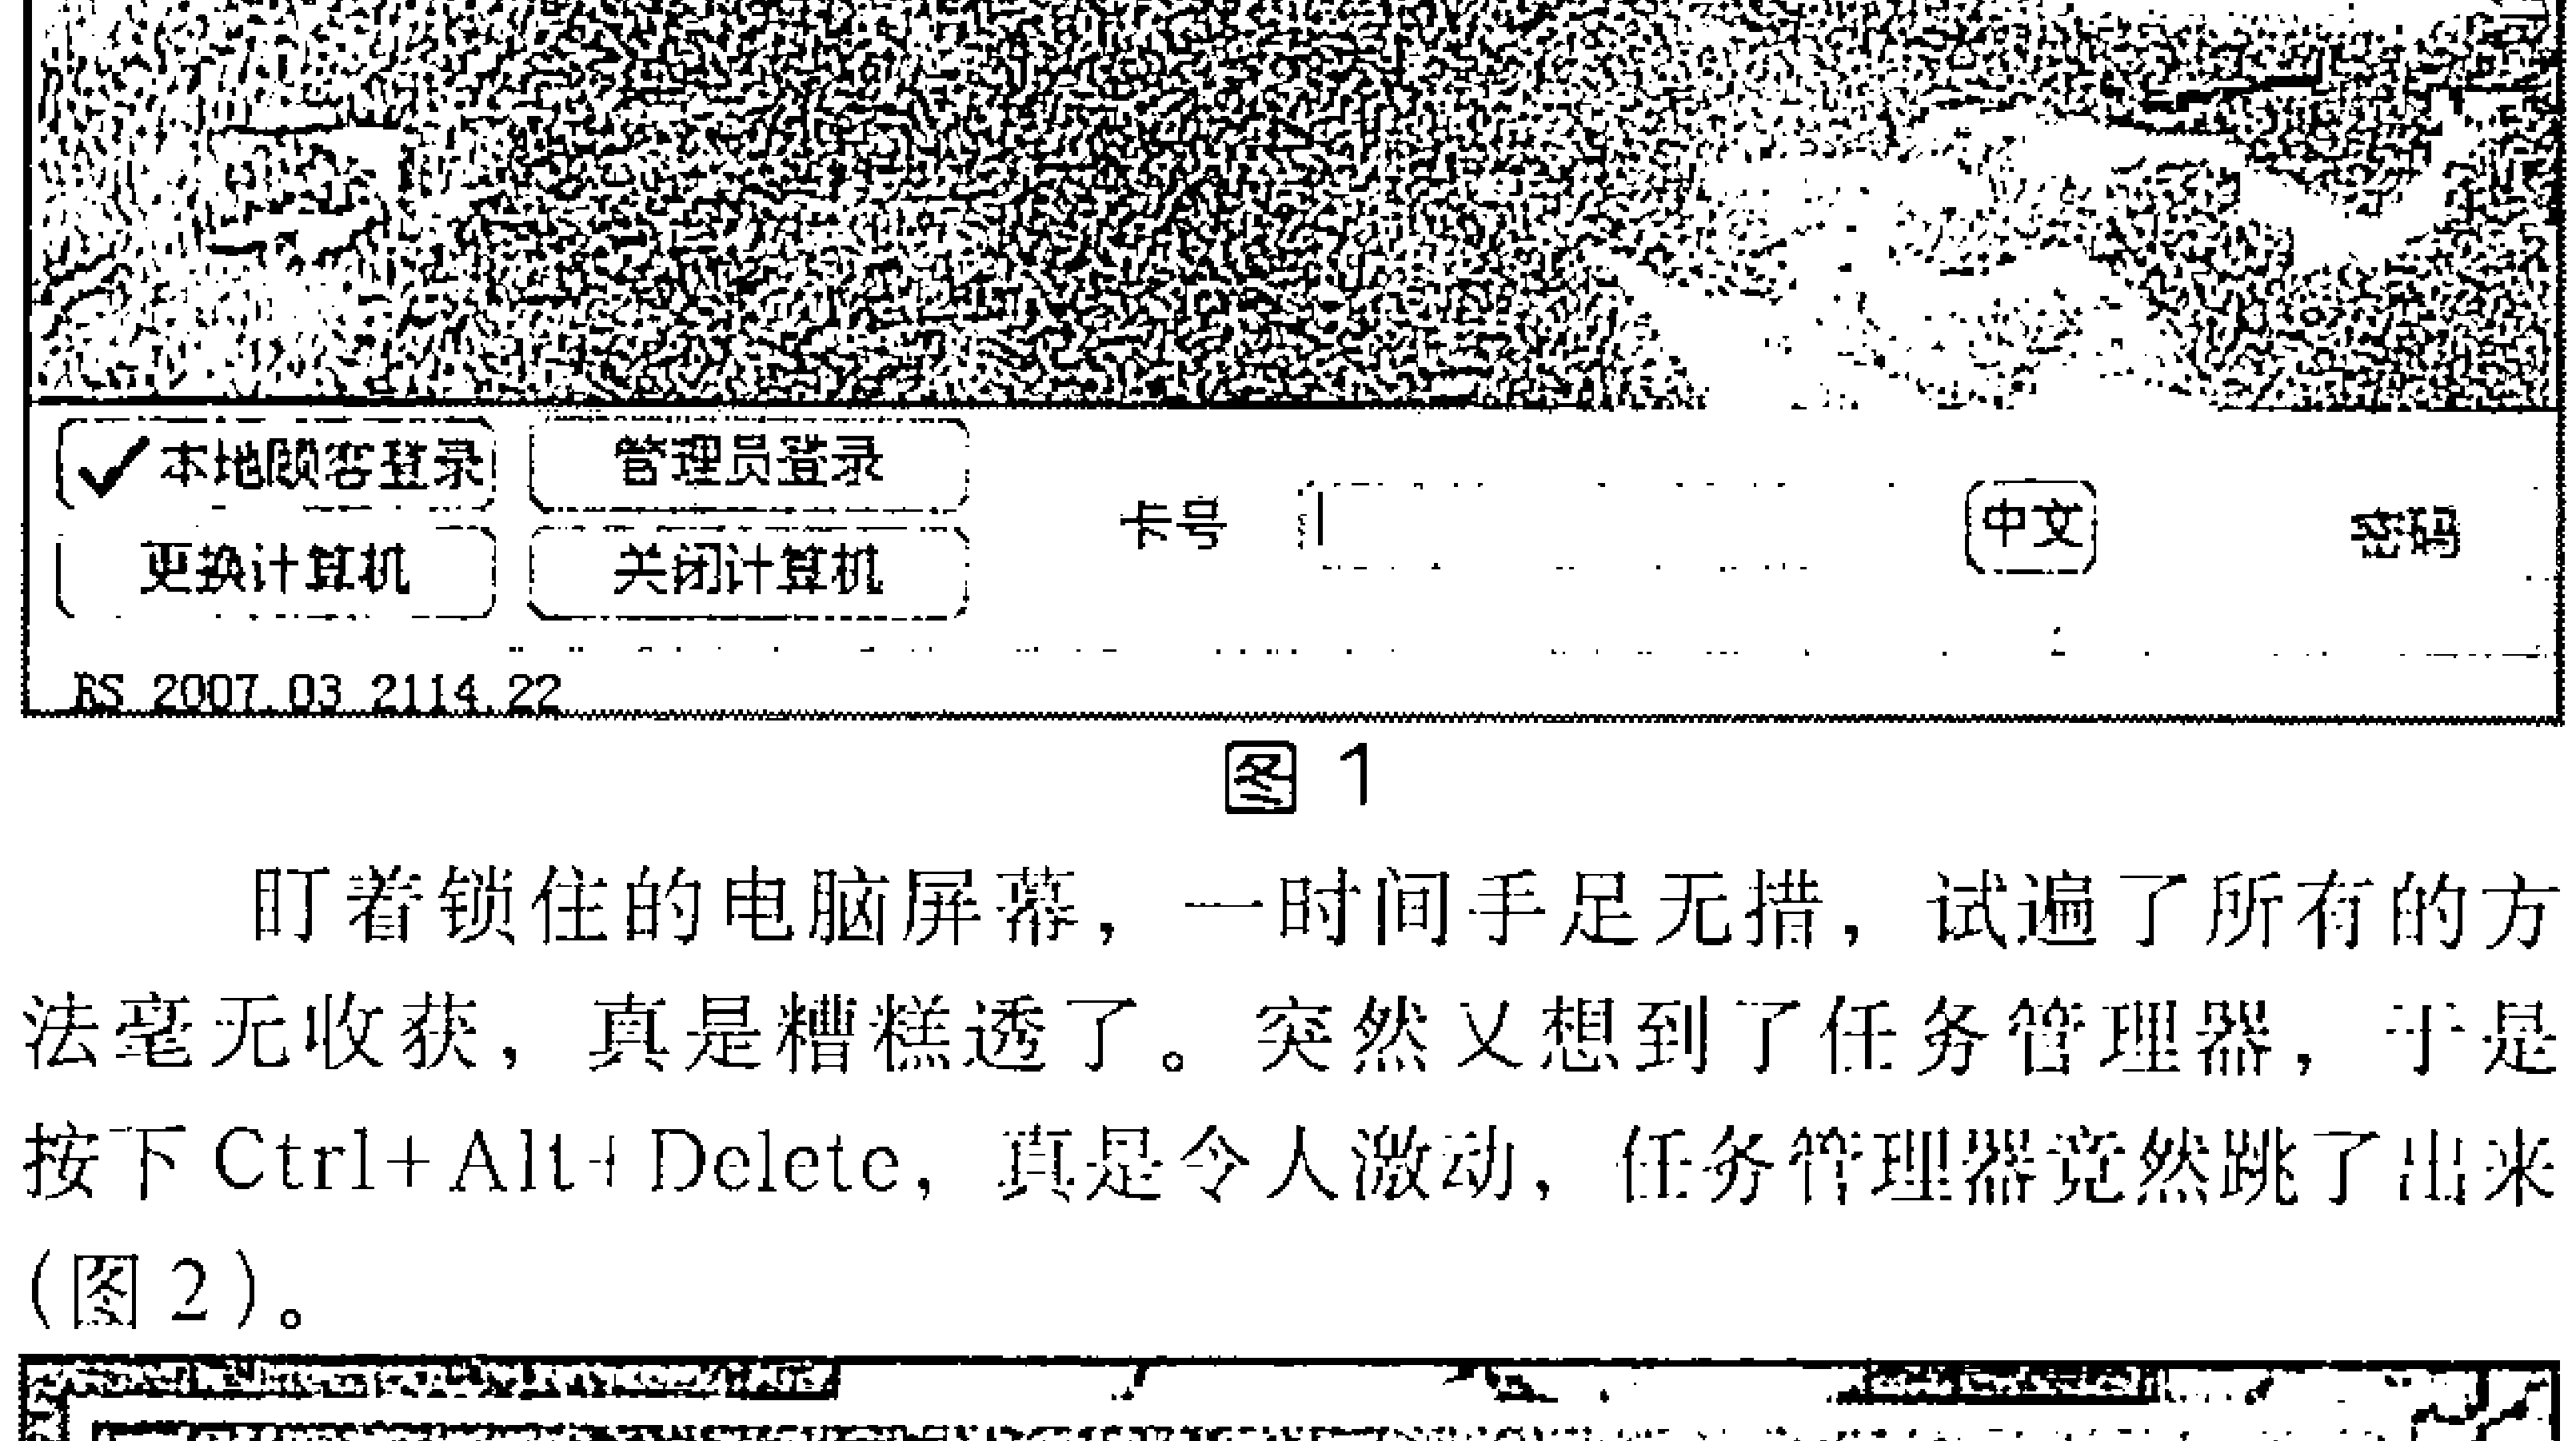 本地顾客登录 管理员登录
卡号 中文 密码
更换计算机 关闭计算机
RS 2007.03 2114.22
图 1
盯着锁住的电脑屏幕，一时间手足无措，试遍了所有的方
法毫无收获，真是糟糕透了。突然又想到了任务管理器，于是
按下 Ctrl+Alt+Delete，真是令人激动，任务管理器竟然跳了出来
(图 2)。